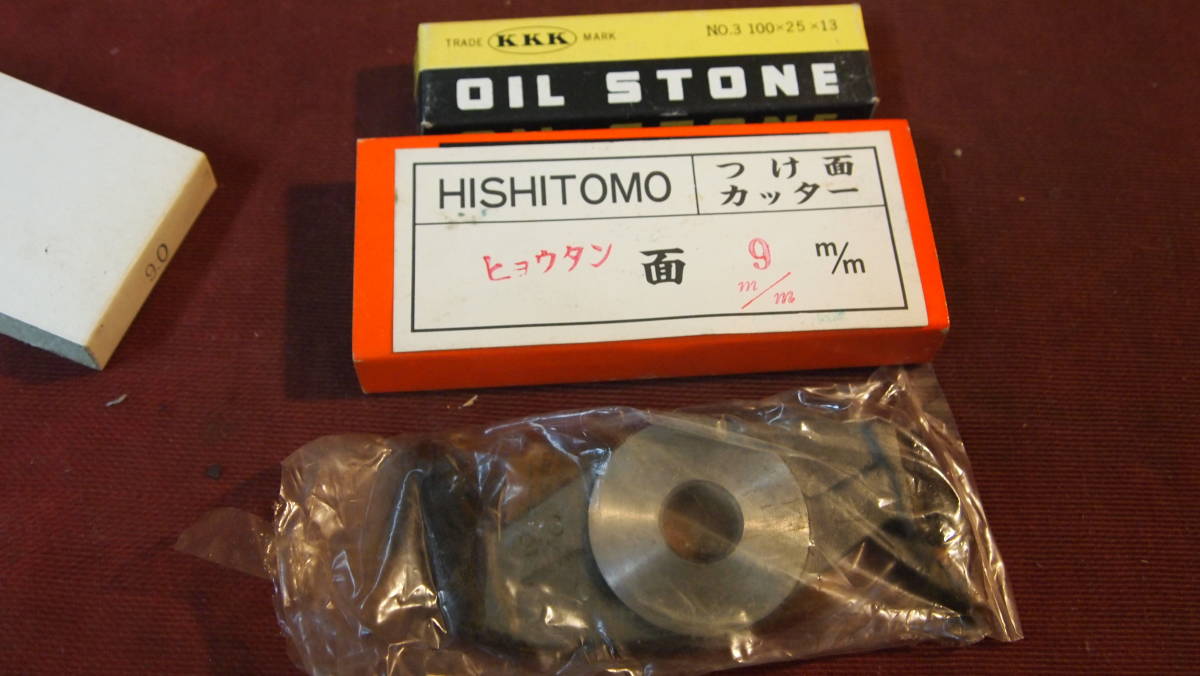 TRADE KKK MARK
NO.3 100×25×13
OIL STONE
HISHITOMO
つけ面
カッター
ヒョウタン 面 9 m/m
m/m
9.0